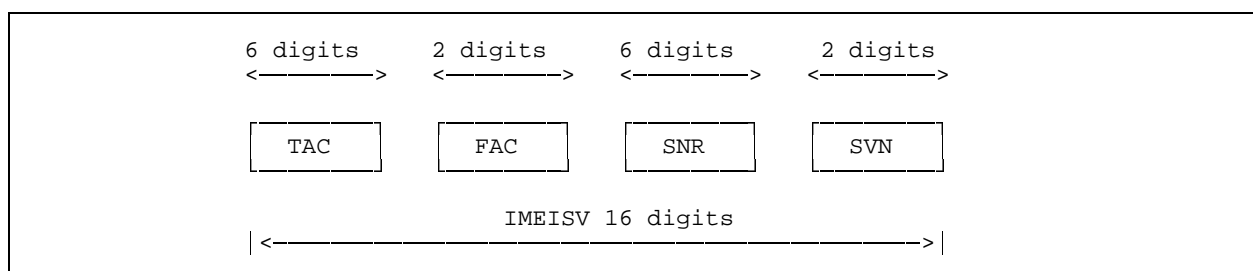 6 digits 2 digits 6 digits 2 digits
TAC FAC SNR SVN
IMEISV 16 digits